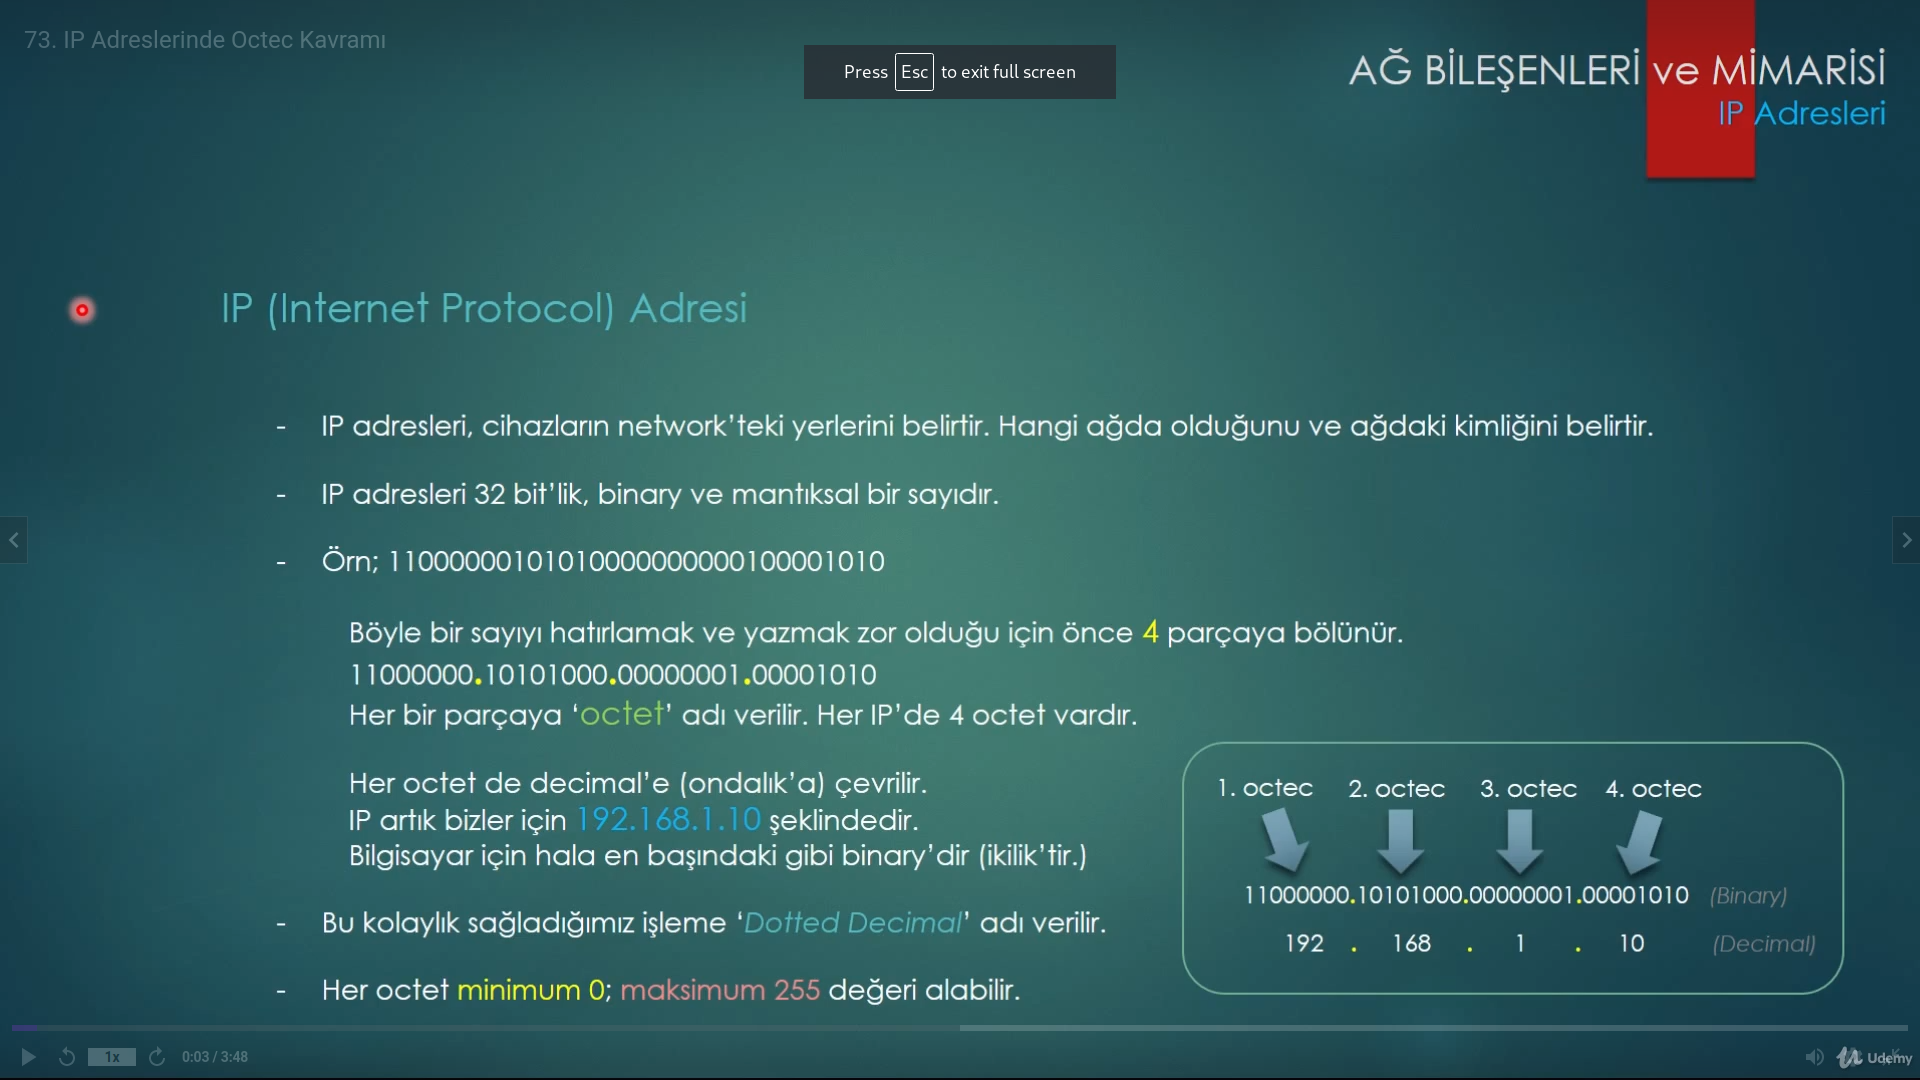 73. IP Adreslerinde Octec Kavramı
Press Esc to exit full screen
AĞ BİLEŞENLERİ ve MİMARİSİ
IP Adresleri
IP (Internet Protocol) Adresi
- IP adresleri, cihazların network'teki yerlerini belirtir. Hangi ağda olduğunu ve ağdaki kimliğini belirtir.
- IP adresleri 32 bit'lik, binary ve mantıksal bir sayıdır.
- Örn; 11000000101010000000000100001010
Böyle bir sayıyı hatırlamak ve yazmak zor olduğu için önce 4 parçaya bölünür.
11000000.10101000.00000001.00001010
Her bir parçaya 'octet' adı verilir. Her IP'de 4 octet vardır.
Her octet de decimal'e (ondalık'a) çevrilir.
IP artık bizler için 192.168.1.10 şeklindedir.
Bilgisayar için hala en başındaki gibi binary'dir (ikilik'tir.)
- Bu kolaylık sağladığımız işleme 'Dotted Decimal' adı verilir.
- Her octet minimum 0; maksimum 255 değeri alabilir.
1. octec 2. octec 3. octec 4. octec
11000000.10101000.00000001.00001010 (Binary)
192 . 168 . 1 . 10 (Decimal)
1x 0:03 / 3:48
Udemy